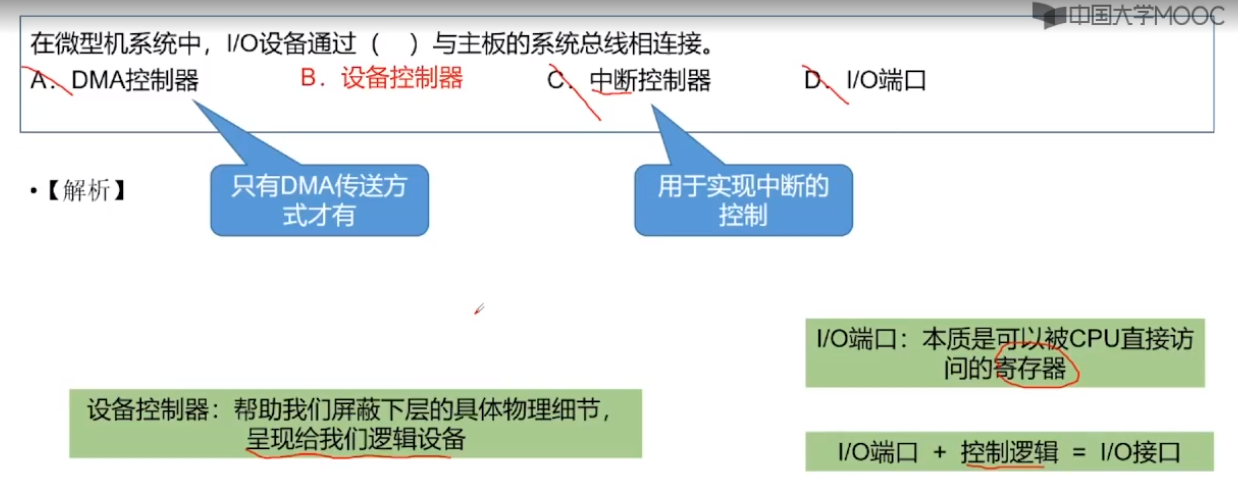 中国大学MOOC
在微型机系统中，I/O设备通过（ ）与主板的系统总线相连接。
A．DMA控制器 B．设备控制器 C．中断控制器 D．I/O端口
•【解析】
只有DMA传送方
式才有
用于实现中断的
控制
I/O端口：本质是可以被CPU直接访
问的寄存器
设备控制器：帮助我们屏蔽下层的具体物理细节，
呈现给我们逻辑设备
I/O端口 + 控制逻辑 = I/O接口